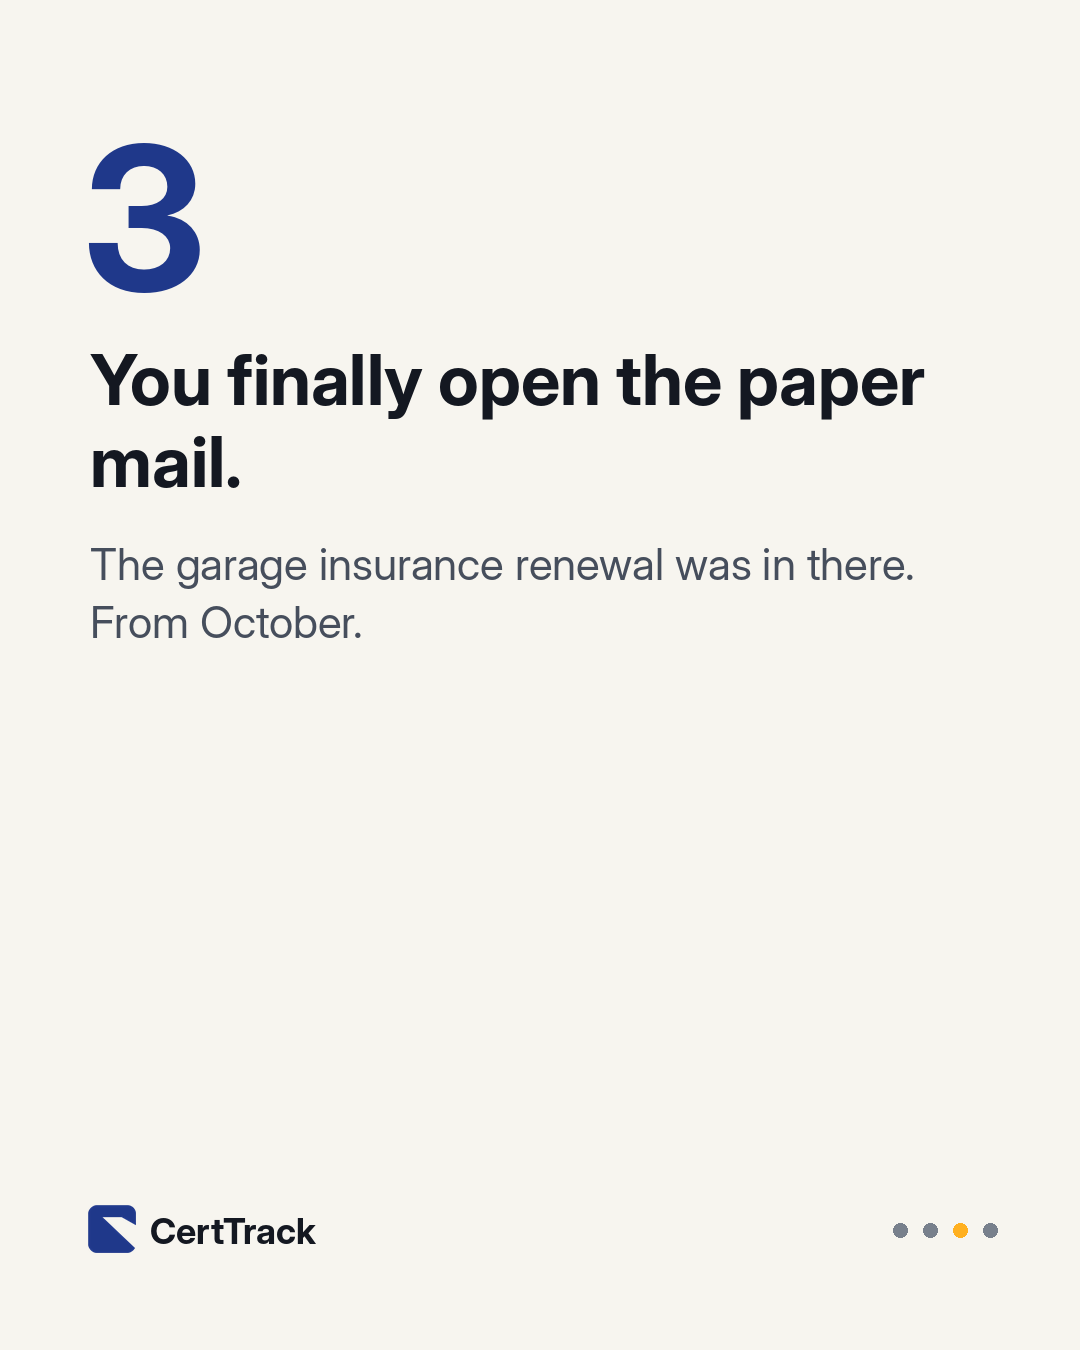 3
You finally open the paper
mail.
The garage insurance renewal was in there.
From October.
CertTrack